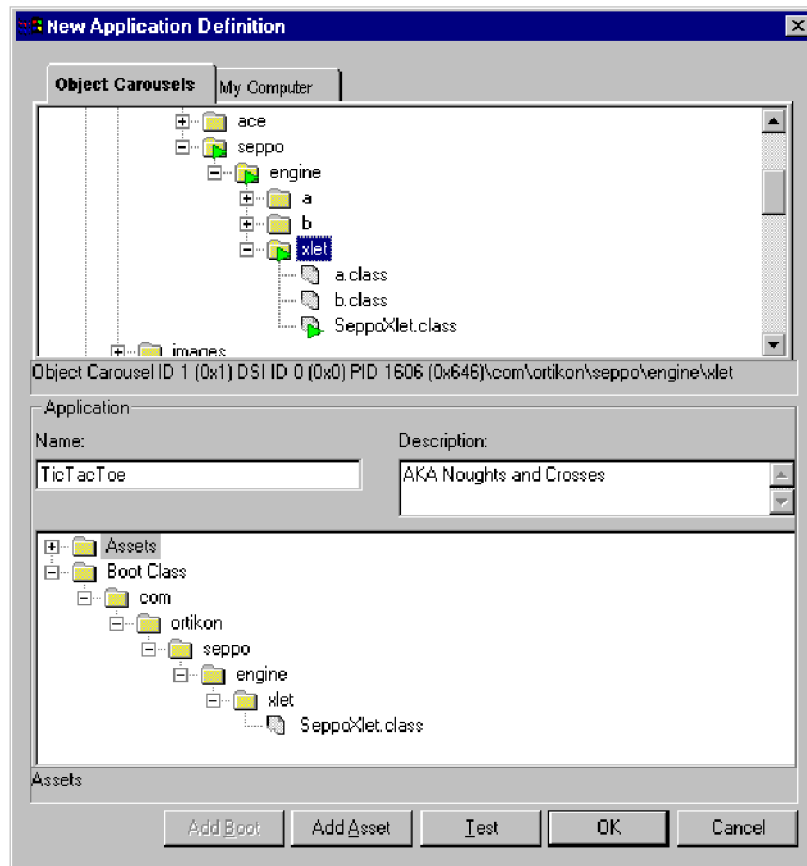 New Application Definition
Object Carousels My Computer
ace
seppo
engine
a
b
xlet
a.class
b.class
SeppoXlet.class
images
Object Carousel ID 1 (0x1) DSI ID 0 (0x0) PID 1606 (0x646)\com\ortikon\seppo\engine\xlet
Application
Name: Description:
TicTacToe AKA Noughts and Crosses
Assets
Boot Class
com
ortikon
seppo
engine
xlet
SeppoXlet.class
Assets
Add Boot Add Asset Test OK Cancel